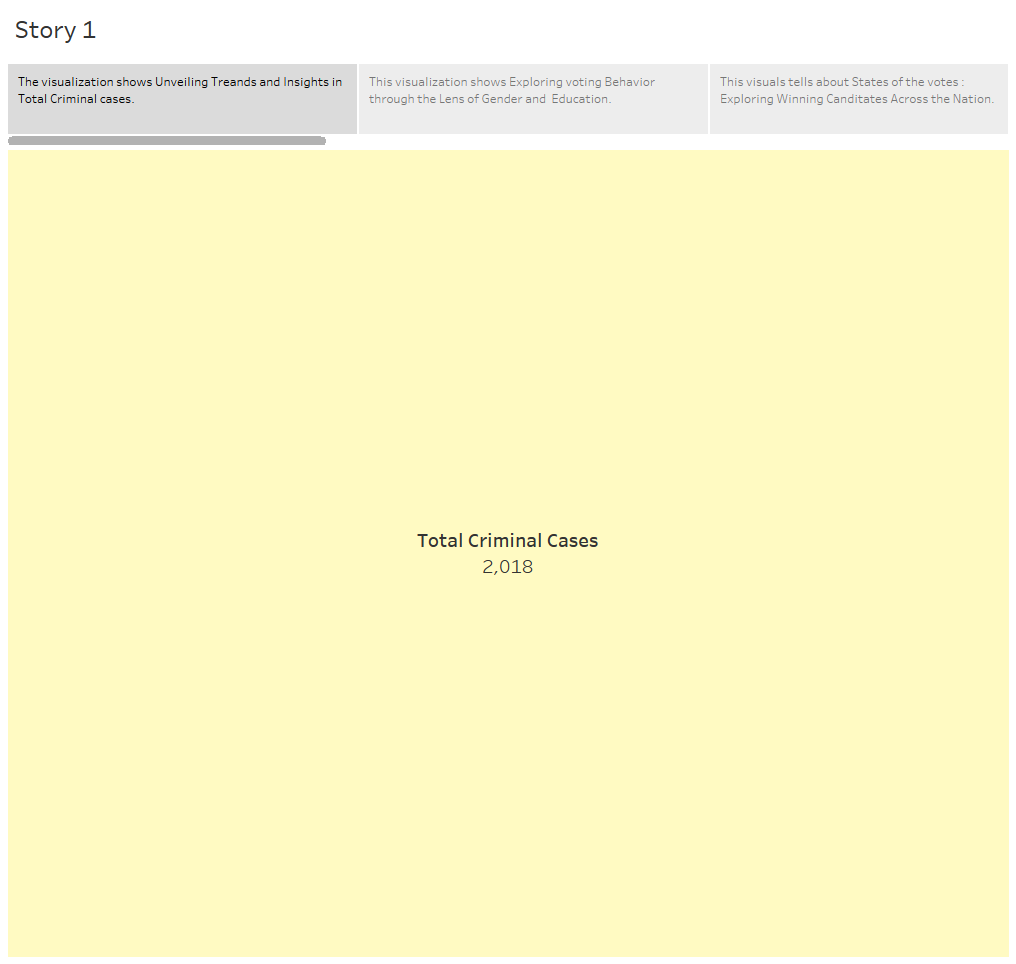 Story 1
The visualization shows Unveiling Treands and Insights in
Total Criminal cases.
This visualization shows Exploring voting Behavior
through the Lens of Gender and  Education.
This visuals tells about States of the votes :
Exploring Winning Canditates Across the Nation.
Total Criminal Cases
2,018